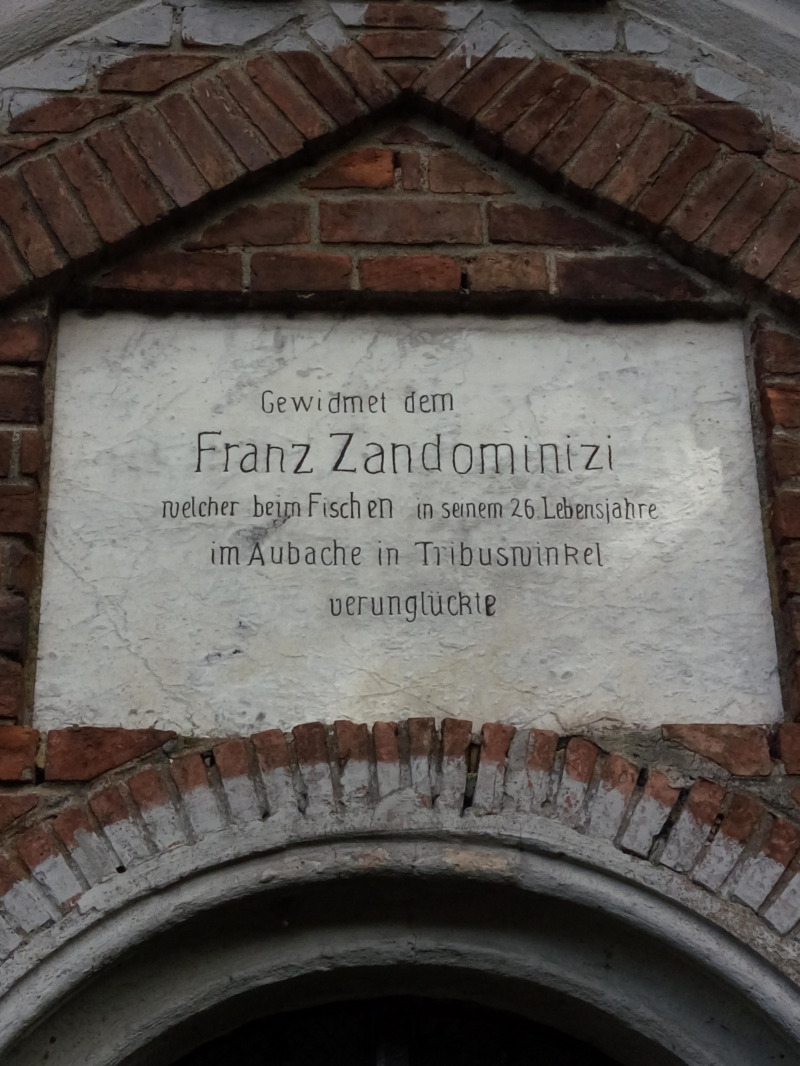 Gewidmet dem
Franz Zandominizi
welcher beim Fischen in seinem 26. Lebensjahre
im Aubache in Tribuswinkel
verunglückte